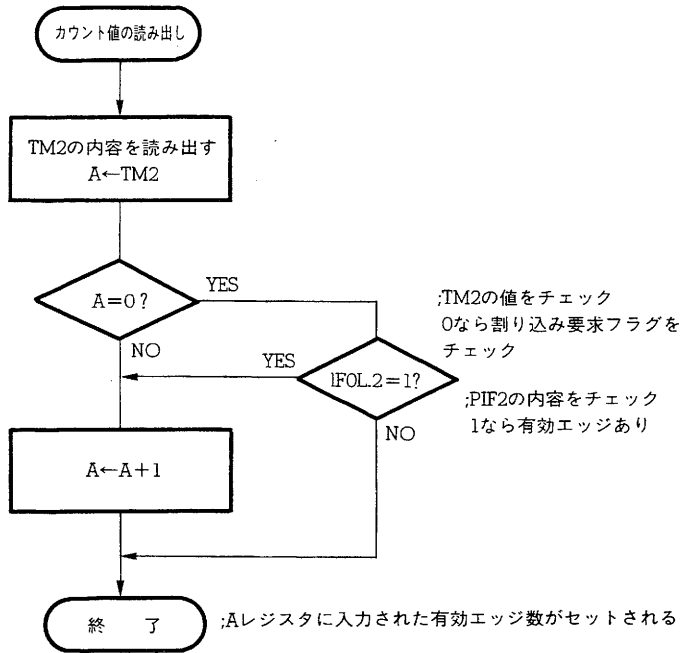 カウント値の読み出し
TM2の内容を読み出す
A←TM2
A=0?
YES
NO
;TM2の値をチェック
0なら割り込み要求フラグを
チェック
YES
IF0L.2=1?
NO
;PIF2の内容をチェック
1なら有効エッジあり
A←A+1
終 了
;Aレジスタに入力された有効エッジ数がセットされる